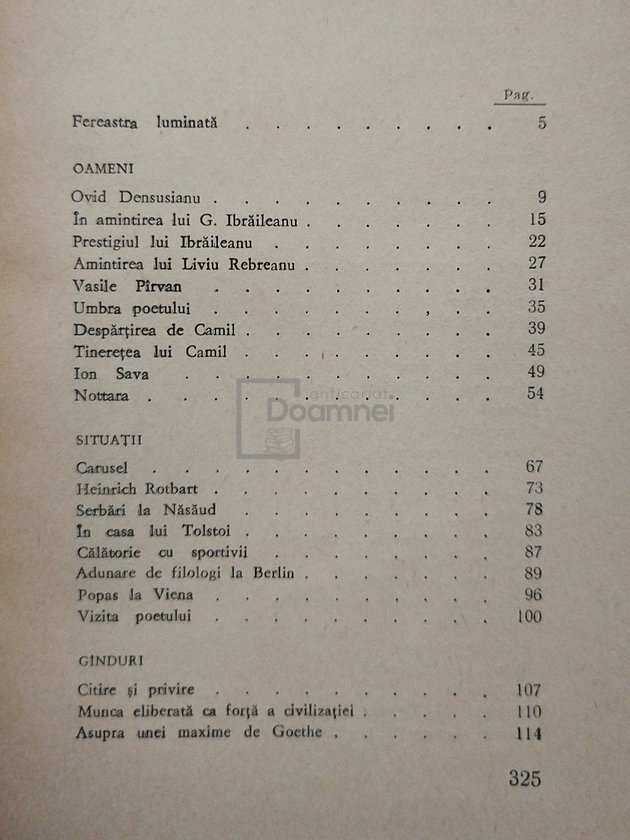 Pag.
Fereastra luminată . . . . . . . . . 5
OAMENI
Ovid Densusianu . . . . . . . . . . 9
În amintirea lui G. Ibrăileanu . . . . . . . 15
Prestigiul lui Ibrăileanu . . . . . . . . 22
Amintirea lui Liviu Rebreanu . . . . . . . 27
Vasile Pîrvan . . . . . . . . . . 31
Umbra poetului . . . . . . . . . . 35
Despărțirea de Camil . . . . . . . . . 39
Tinerețea lui Camil . . . . . . . . . 45
Ion Sava . . . . . . . . . . . 49
Nottara . . . . . . . . . . . . 54
anticariat
Doamnei
SITUAȚII
Carusel . . . . . . . . . . . . 67
Heinrich Rotbart . . . . . . . . . . 73
Serbări la Năsăud . . . . . . . . . 78
În casa lui Tolstoi . . . . . . . . . 83
Călătorie cu sportivii . . . . . . . . 87
Adunare de filologi la Berlin . . . . . . . 89
Popas la Viena . . . . . . . . . . 96
Vizita poetului . . . . . . . . . . 100
GÎNDURI
Citire și privire . . . . . . . . . . 107
Munca eliberată ca forță a civilizației . . . . . 110
Asupra unei maxime de Goethe . . . . . . 114
325